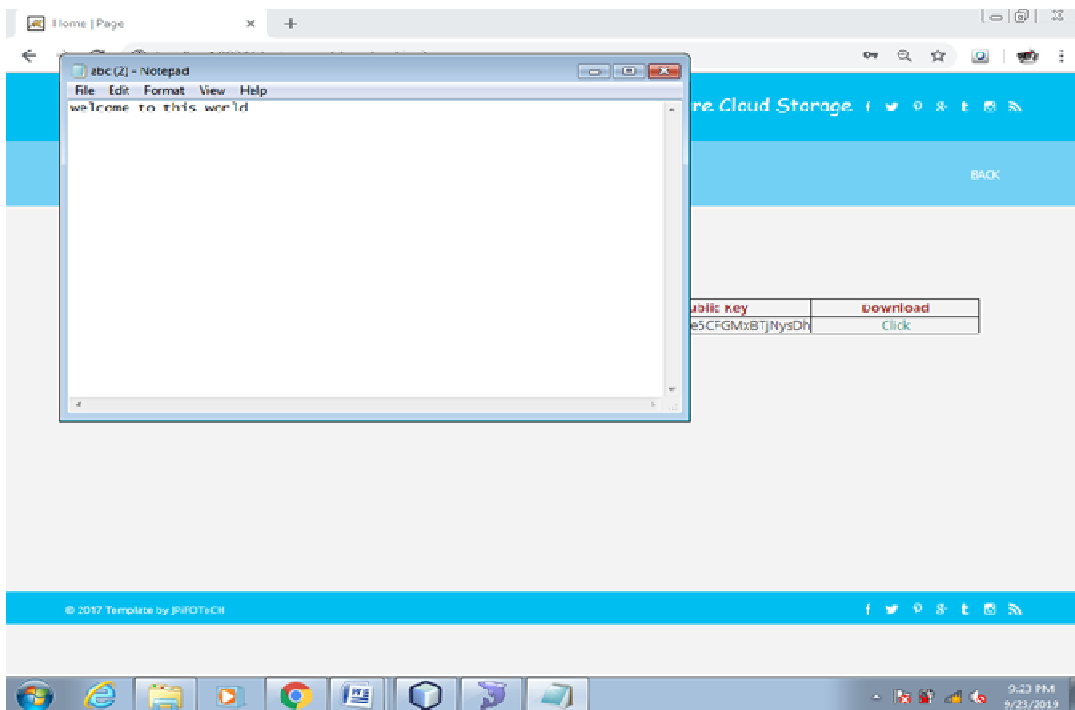 Home | Page
abc (2) - Notepad
File Edit Format View Help
welcome to this world
re Cloud Storage
BACK
ublic Key Download
e5CFGMxBTjNysDh Click
© 2017 Template by
9:23 PM
9/23/2019